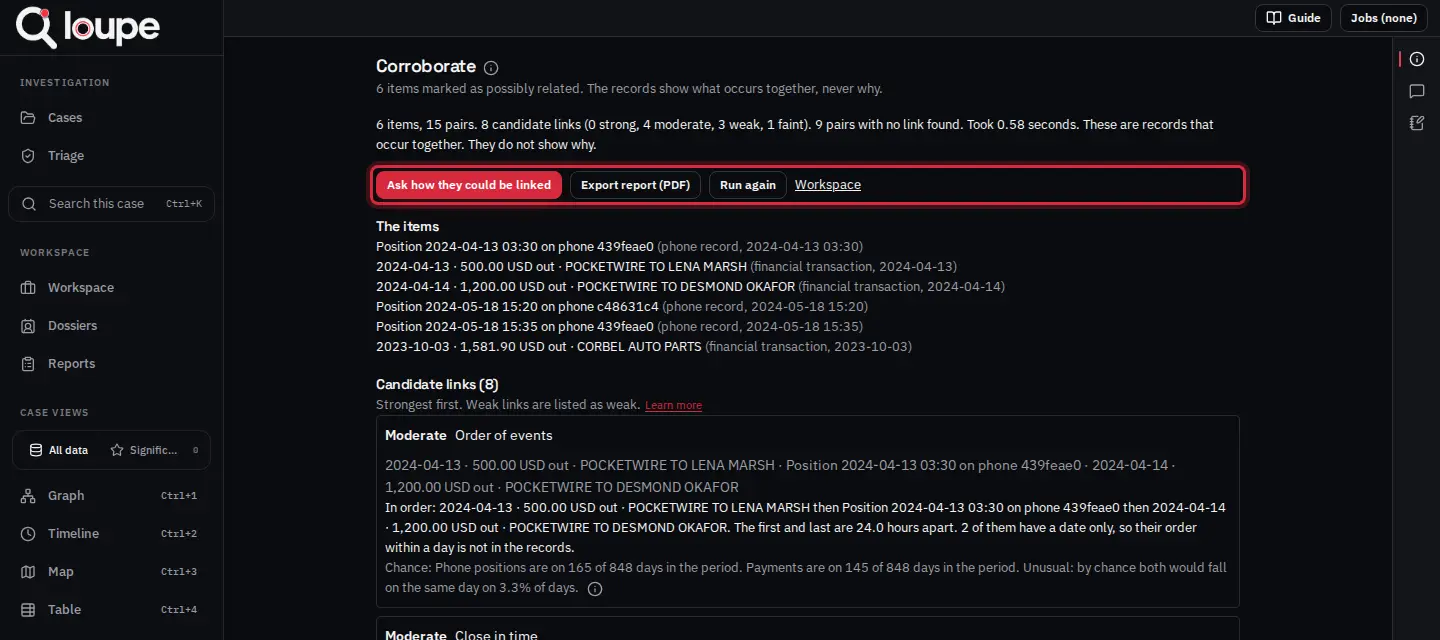 loupe
Guide
Jobs (none)
INVESTIGATION
Cases
Triage
Search this case Ctrl+K
WORKSPACE
Workspace
Dossiers
Reports
CASE VIEWS
All data Signific... 0
Graph Ctrl+1
Timeline Ctrl+2
Map Ctrl+3
Table Ctrl+4
Corroborate
6 items marked as possibly related. The records show what occurs together, never why.
6 items, 15 pairs. 8 candidate links (0 strong, 4 moderate, 3 weak, 1 faint). 9 pairs with no link found. Took 0.58 seconds. These are records that
occur together. They do not show why.
Ask how they could be linked Export report (PDF) Run again Workspace
The items
Position 2024-04-13 03:30 on phone 439feae0 (phone record, 2024-04-13 03:30)
2024-04-13 · 500.00 USD out · POCKETWIRE TO LENA MARSH (financial transaction, 2024-04-13)
2024-04-14 · 1,200.00 USD out · POCKETWIRE TO DESMOND OKAFOR (financial transaction, 2024-04-14)
Position 2024-05-18 15:20 on phone c48631c4 (phone record, 2024-05-18 15:20)
Position 2024-05-18 15:35 on phone 439feae0 (phone record, 2024-05-18 15:35)
2023-10-03 · 1,581.90 USD out · CORBEL AUTO PARTS (financial transaction, 2023-10-03)
Candidate links (8)
Strongest first. Weak links are listed as weak. Learn more
Moderate Order of events
2024-04-13 · 500.00 USD out · POCKETWIRE TO LENA MARSH · Position 2024-04-13 03:30 on phone 439feae0 · 2024-04-14 ·
1,200.00 USD out · POCKETWIRE TO DESMOND OKAFOR
In order: 2024-04-13 · 500.00 USD out · POCKETWIRE TO LENA MARSH then Position 2024-04-13 03:30 on phone 439feae0 then 2024-04-14
· 1,200.00 USD out · POCKETWIRE TO DESMOND OKAFOR. The first and last are 24.0 hours apart. 2 of them have a date only, so their order
within a day is not in the records.
Chance: Phone positions are on 165 of 848 days in the period. Payments are on 145 of 848 days in the period. Unusual: by chance both would fall
on the same day on 3.3% of days.
Moderate Close in time